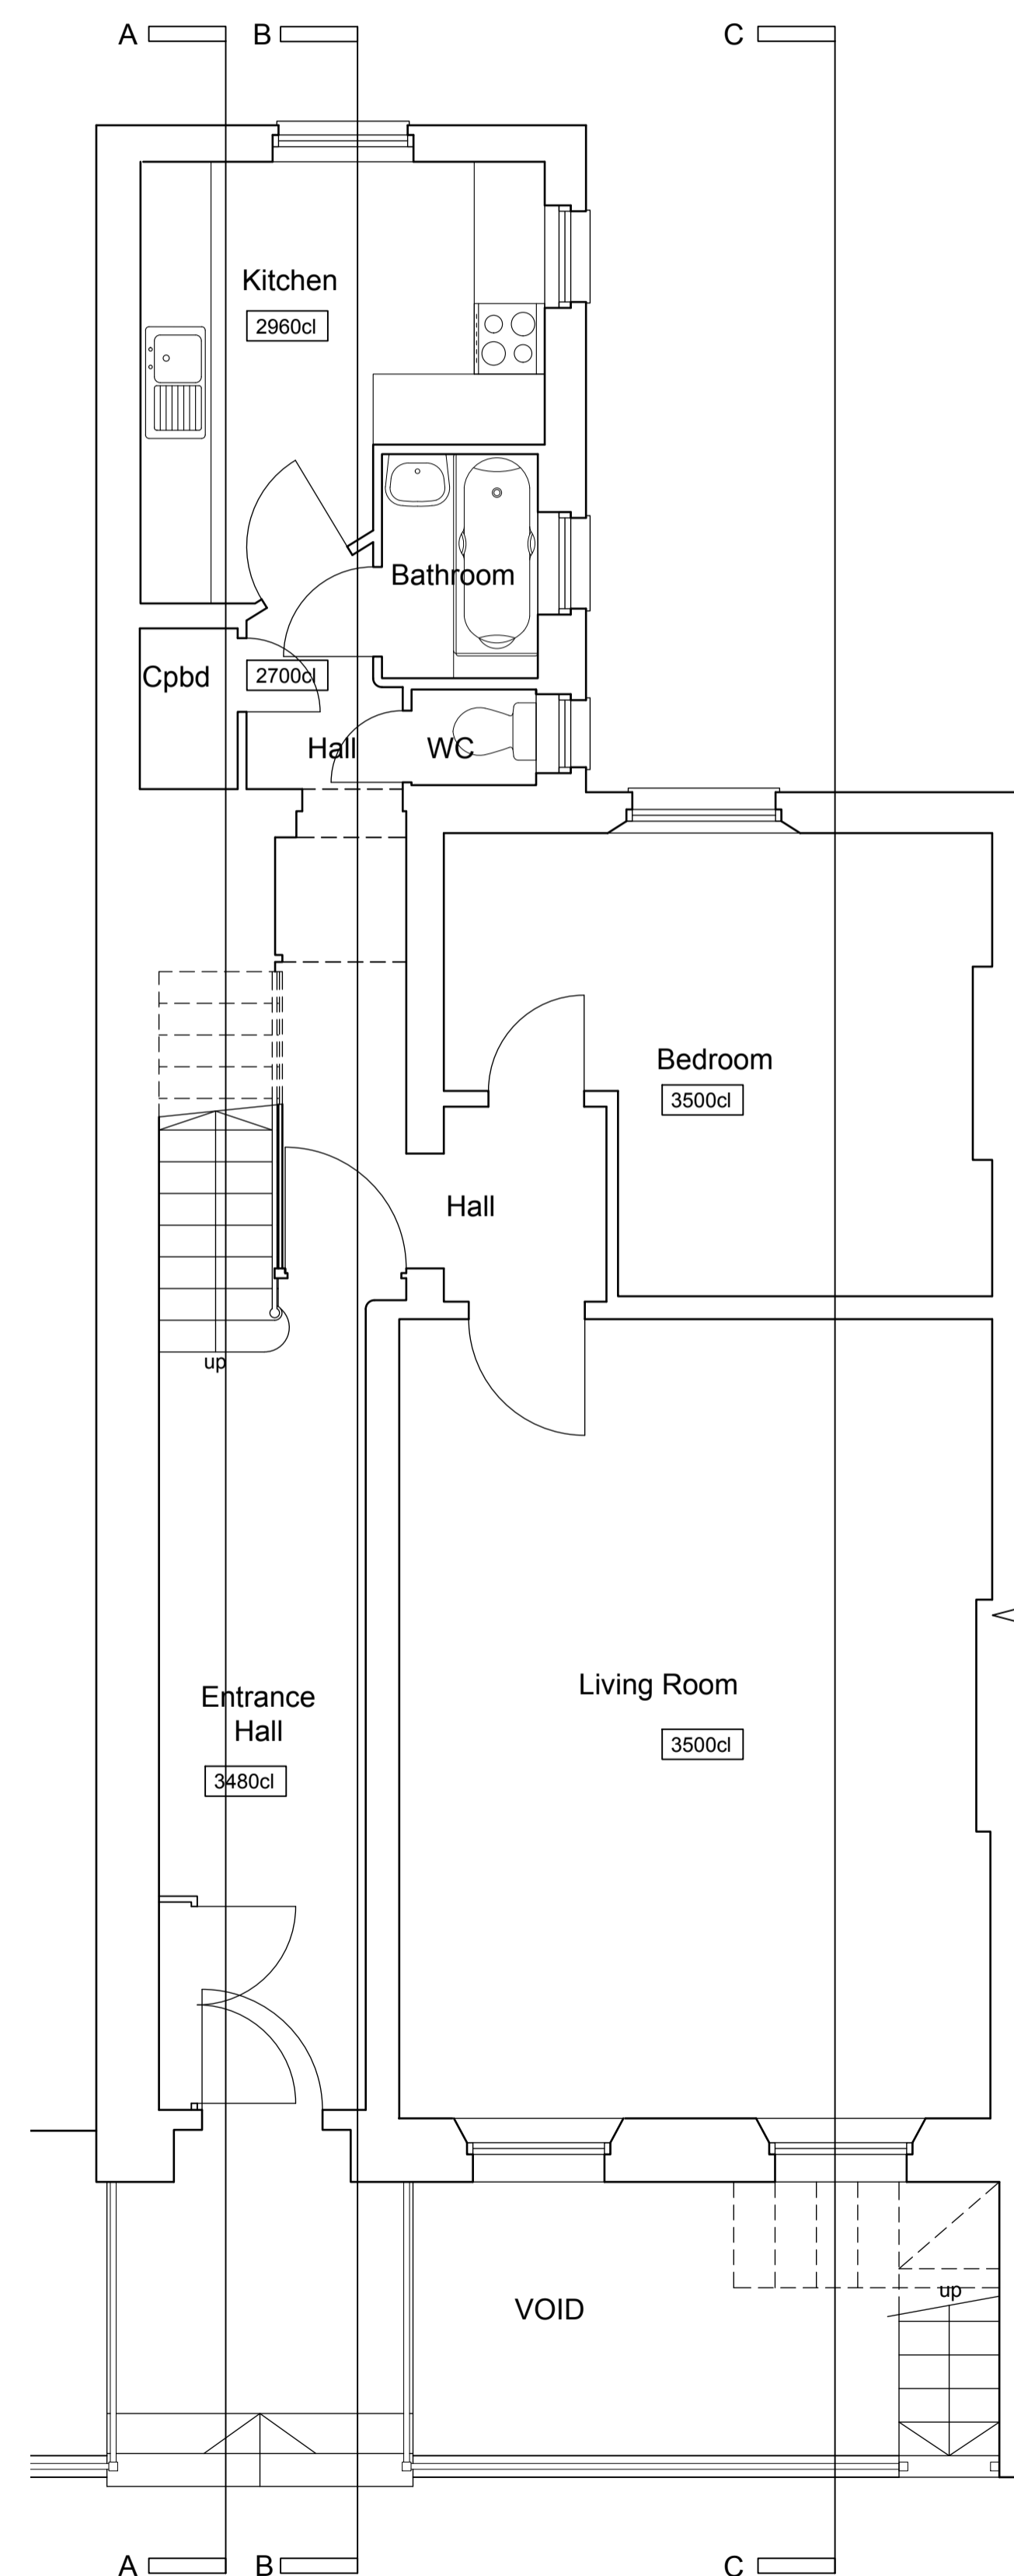 A
B
C
Kitchen
2960cl
Bathroom
Cpbd
2700cl
Hall
WC
Bedroom
3500cl
Hall
up
Living Room
Entrance
Hall
3500cl
3480cl
up
VOID
A
B
C